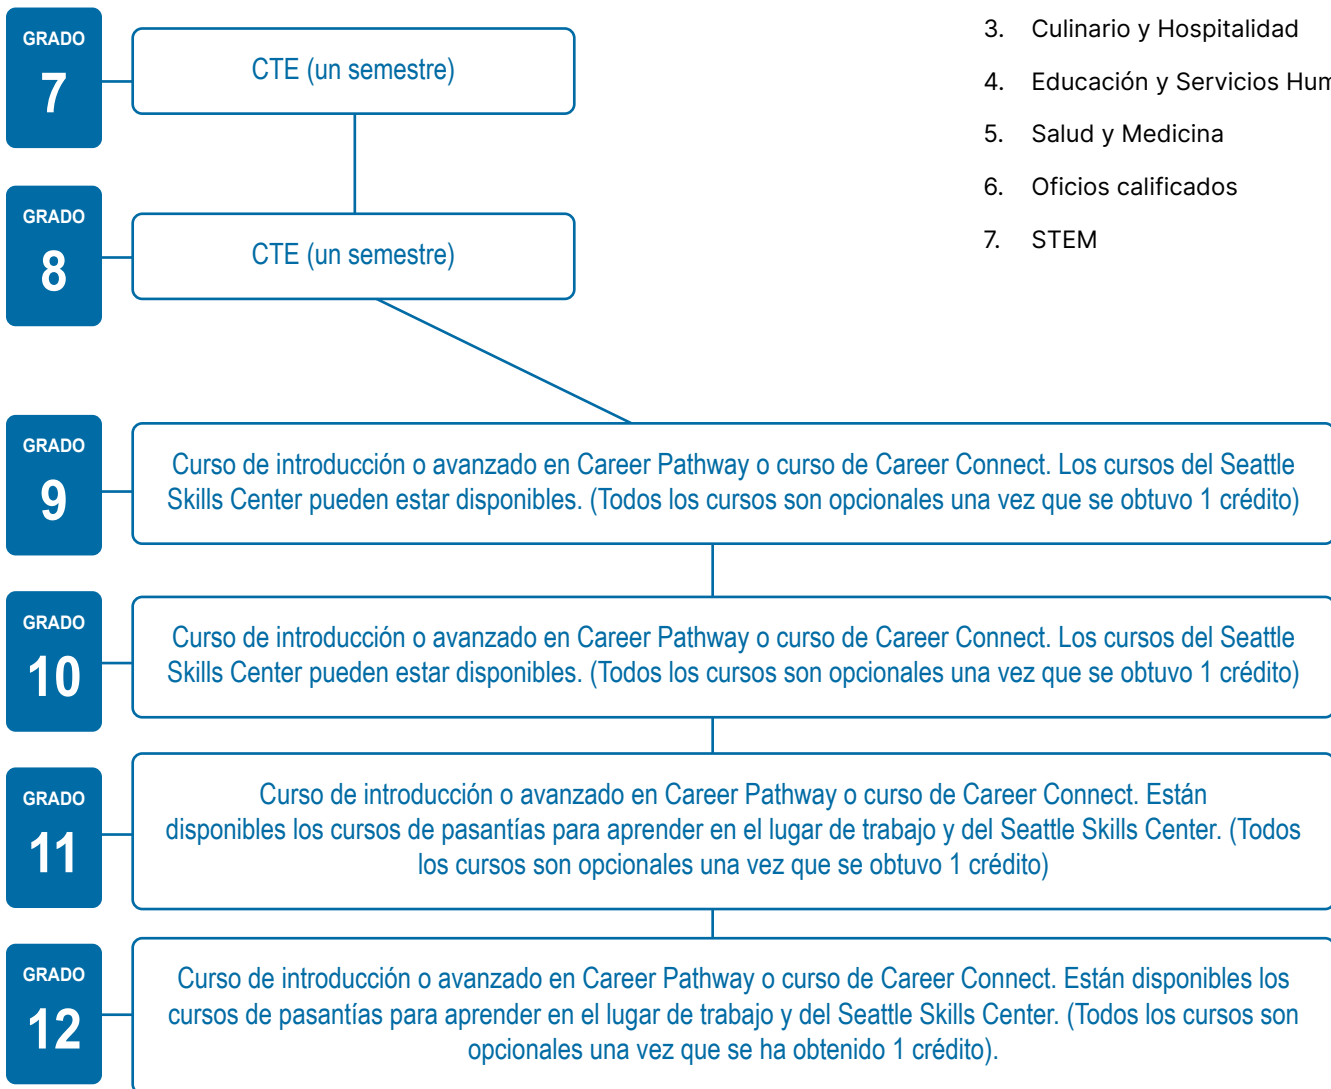 GRADO
7
CTE (un semestre)
3. Culinario y Hospitalidad
4. Educación y Servicios
5. Salud y Medicina
6. Oficios calificados
7. STEM
GRADO
8
CTE (un semestre)
GRADO
9
Curso de introducción o avanzado en Career Pathway o curso de Career Connect. Los cursos del Seattle
Skills Center pueden estar disponibles. (Todos los cursos son opcionales una vez que se obtuvo 1 crédito)
GRADO
10
Curso de introducción o avanzado en Career Pathway o curso de Career Connect. Los cursos del Seattle
Skills Center pueden estar disponibles. (Todos los cursos son opcionales una vez que se obtuvo 1 crédito)
GRADO
11
Curso de introducción o avanzado en Career Pathway o curso de Career Connect. Están
disponibles los cursos de pasantías para aprender en el lugar de trabajo y del Seattle Skills Center. (Todos
los cursos son opcionales una vez que se obtuvo 1 crédito)
GRADO
12
Curso de introducción o avanzado en Career Pathway o curso de Career Connect. Están disponibles los
cursos de pasantías para aprender en el lugar de trabajo y del Seattle Skills Center. (Todos los cursos son
opcionales una vez que se ha obtenido 1 crédito).